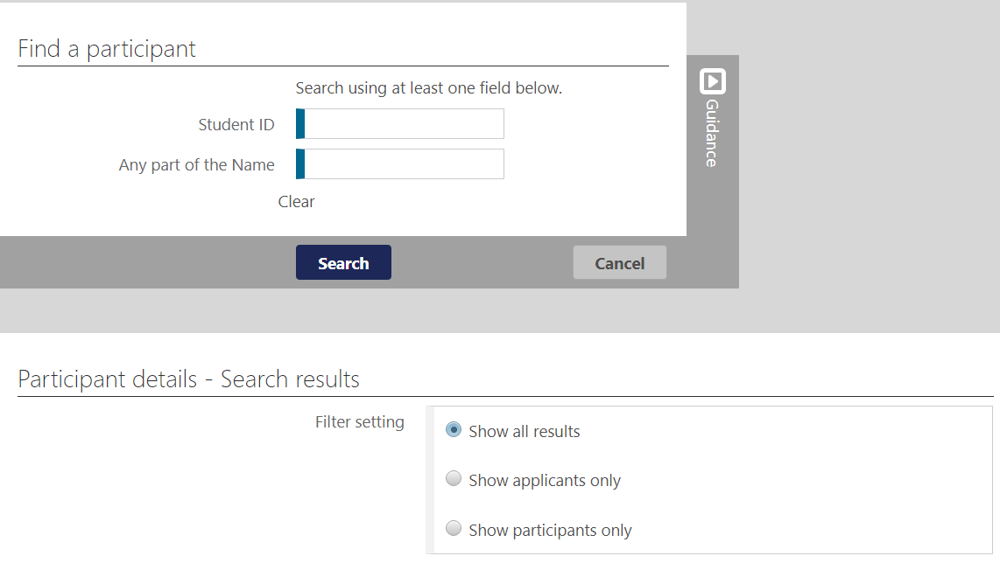 Find a participant
Search using at least one field below.
Student ID
Any part of the Name
Clear
Guidance
Search
Cancel
Participant details - Search results
Filter setting
Show all results
Show applicants only
Show participants only